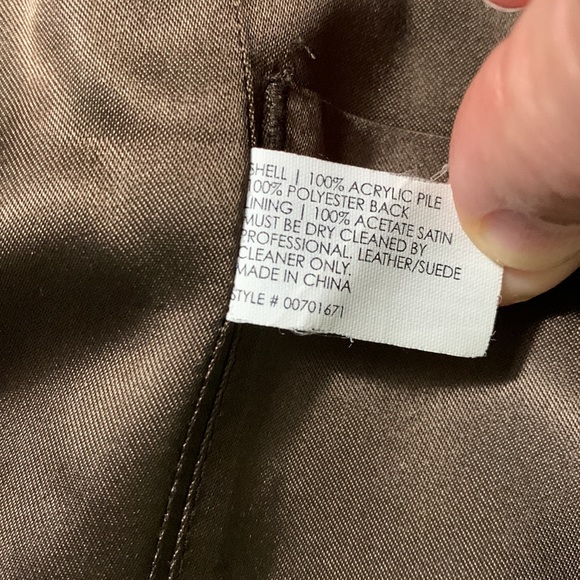 SHELL | 100% ACRYLIC PILE
100% POLYESTER BACK
LINING | 100% ACETATE SATIN
MUST BE DRY CLEANED BY
PROFESSIONAL. LEATHER/SUEDE
CLEANER ONLY.
MADE IN CHINA
STYLE # 00701671